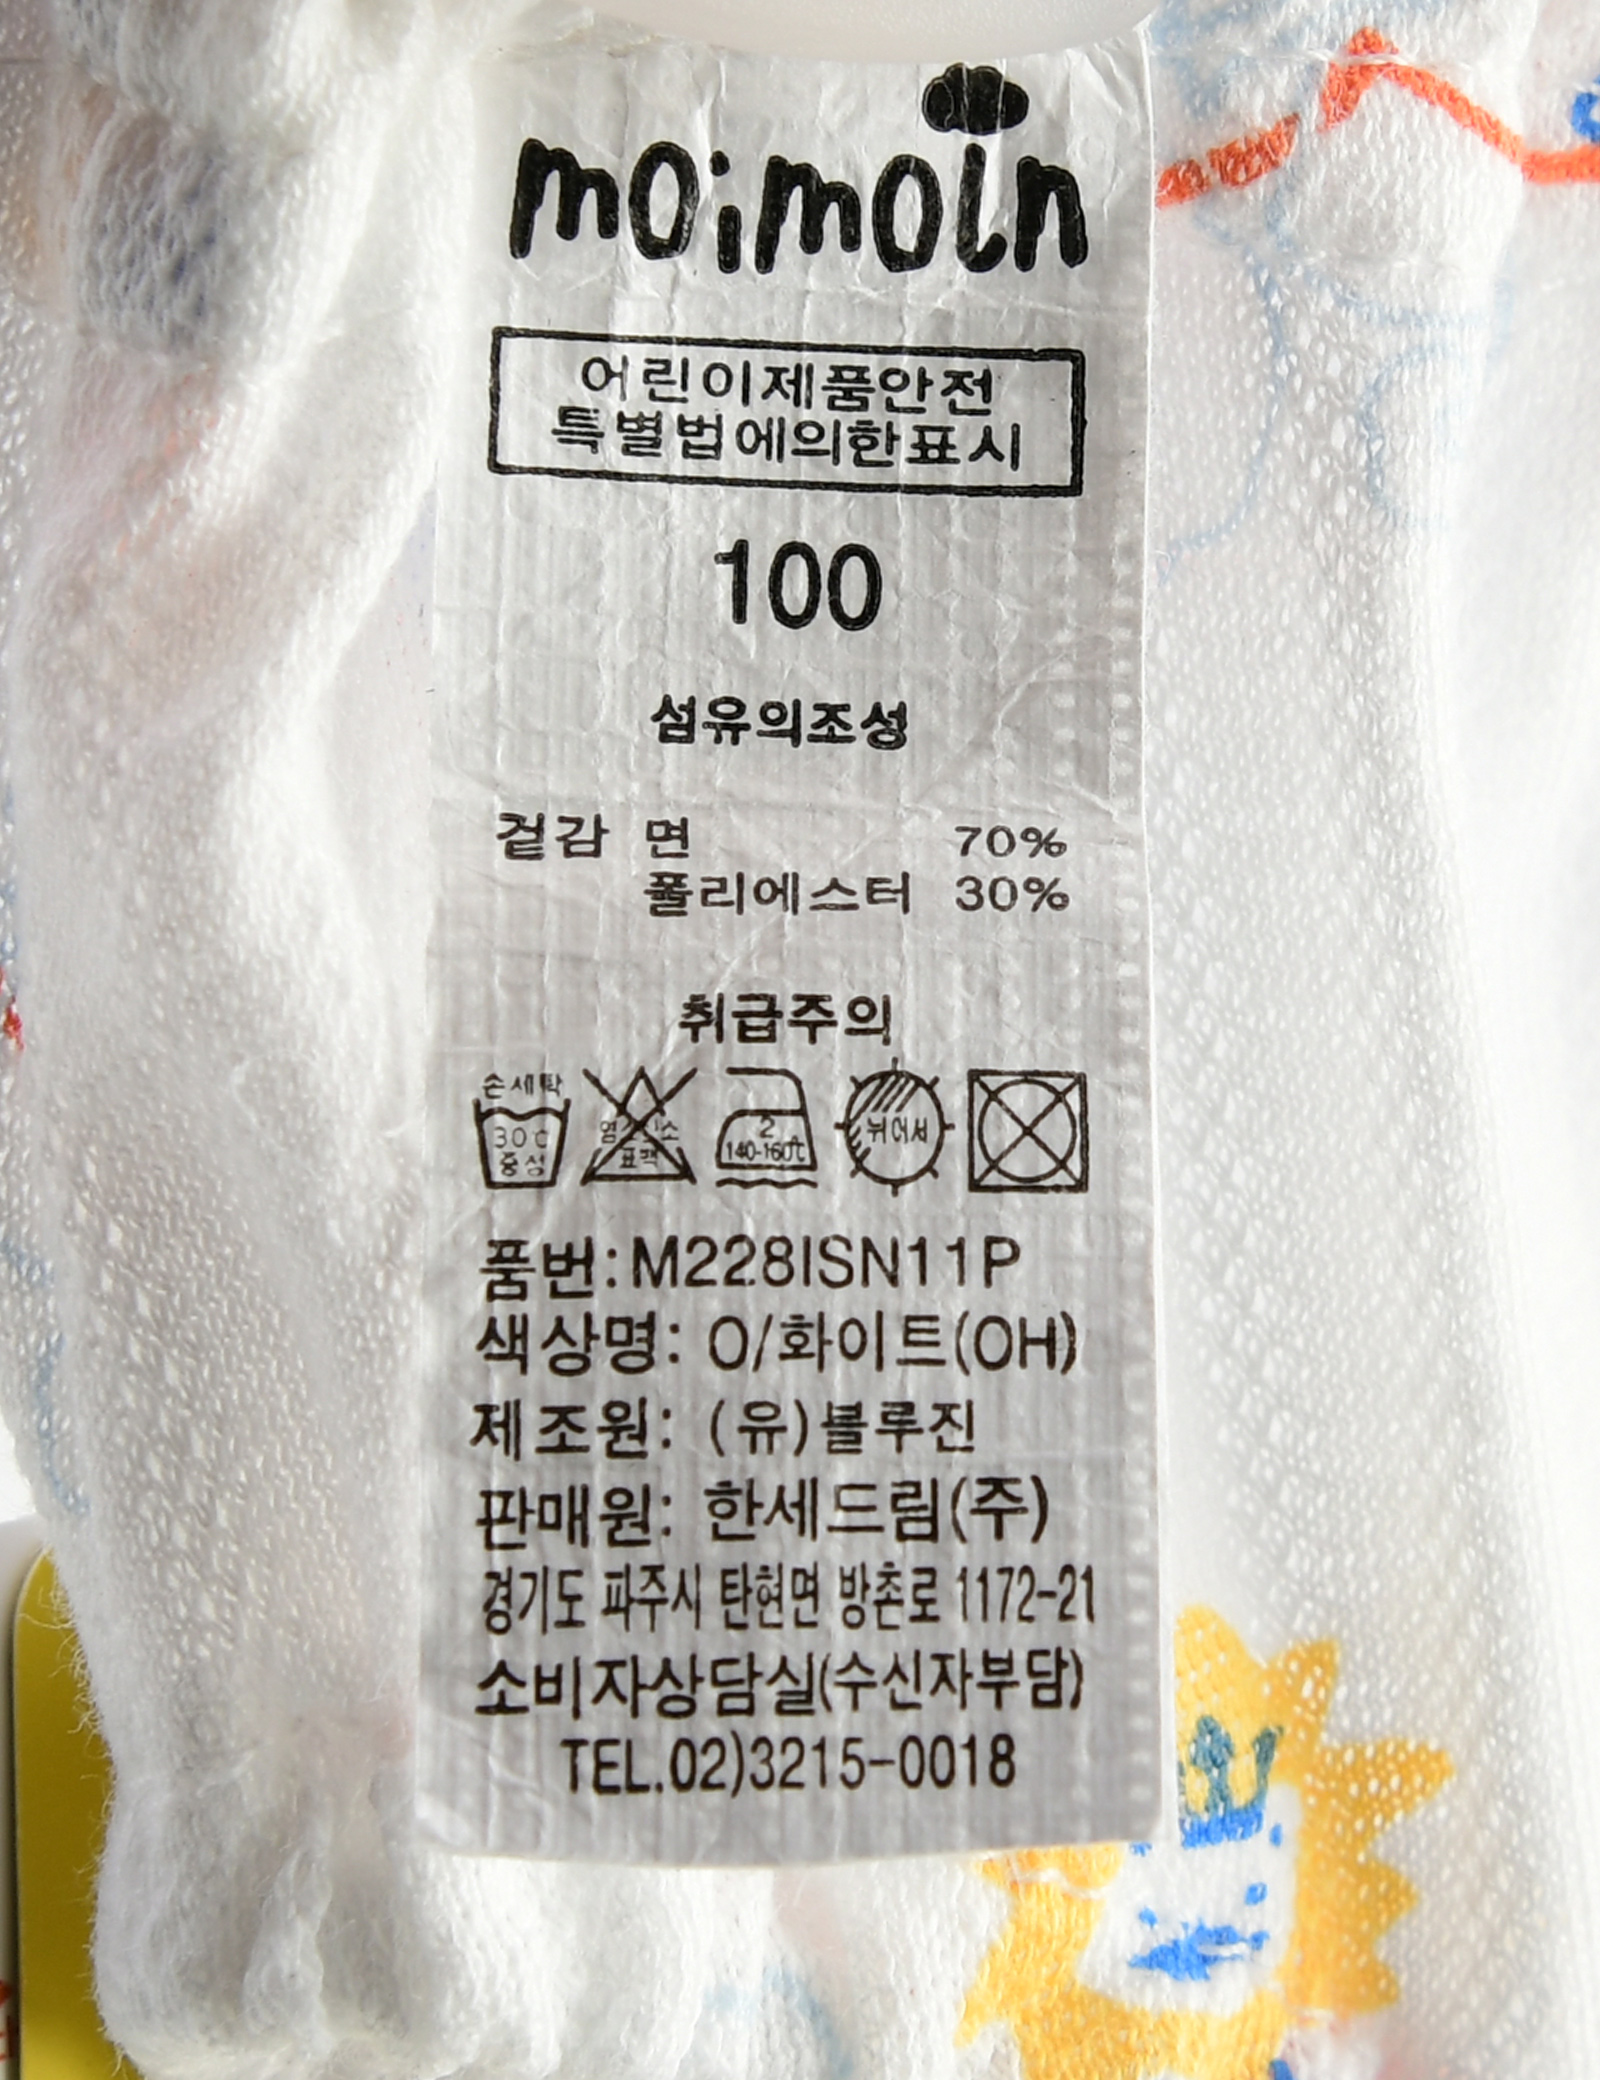 moimoln
어린이제품안전
특별법에의한표시
100
섬유의조성
겉감 면 70%
폴리에스터 30%
취급주의
손세탁
30℃
중성
염소산소
표백
2
140-160℃
뉘어서
품번:M228ISN11P
색상명: O/화이트(OH)
제조원: (유)블루진
판매원: 한세드림(주)
경기도 파주시 탄현면 방촌로 1172-21
소비자상담실(수신자부담)
TEL.02)3215-0018